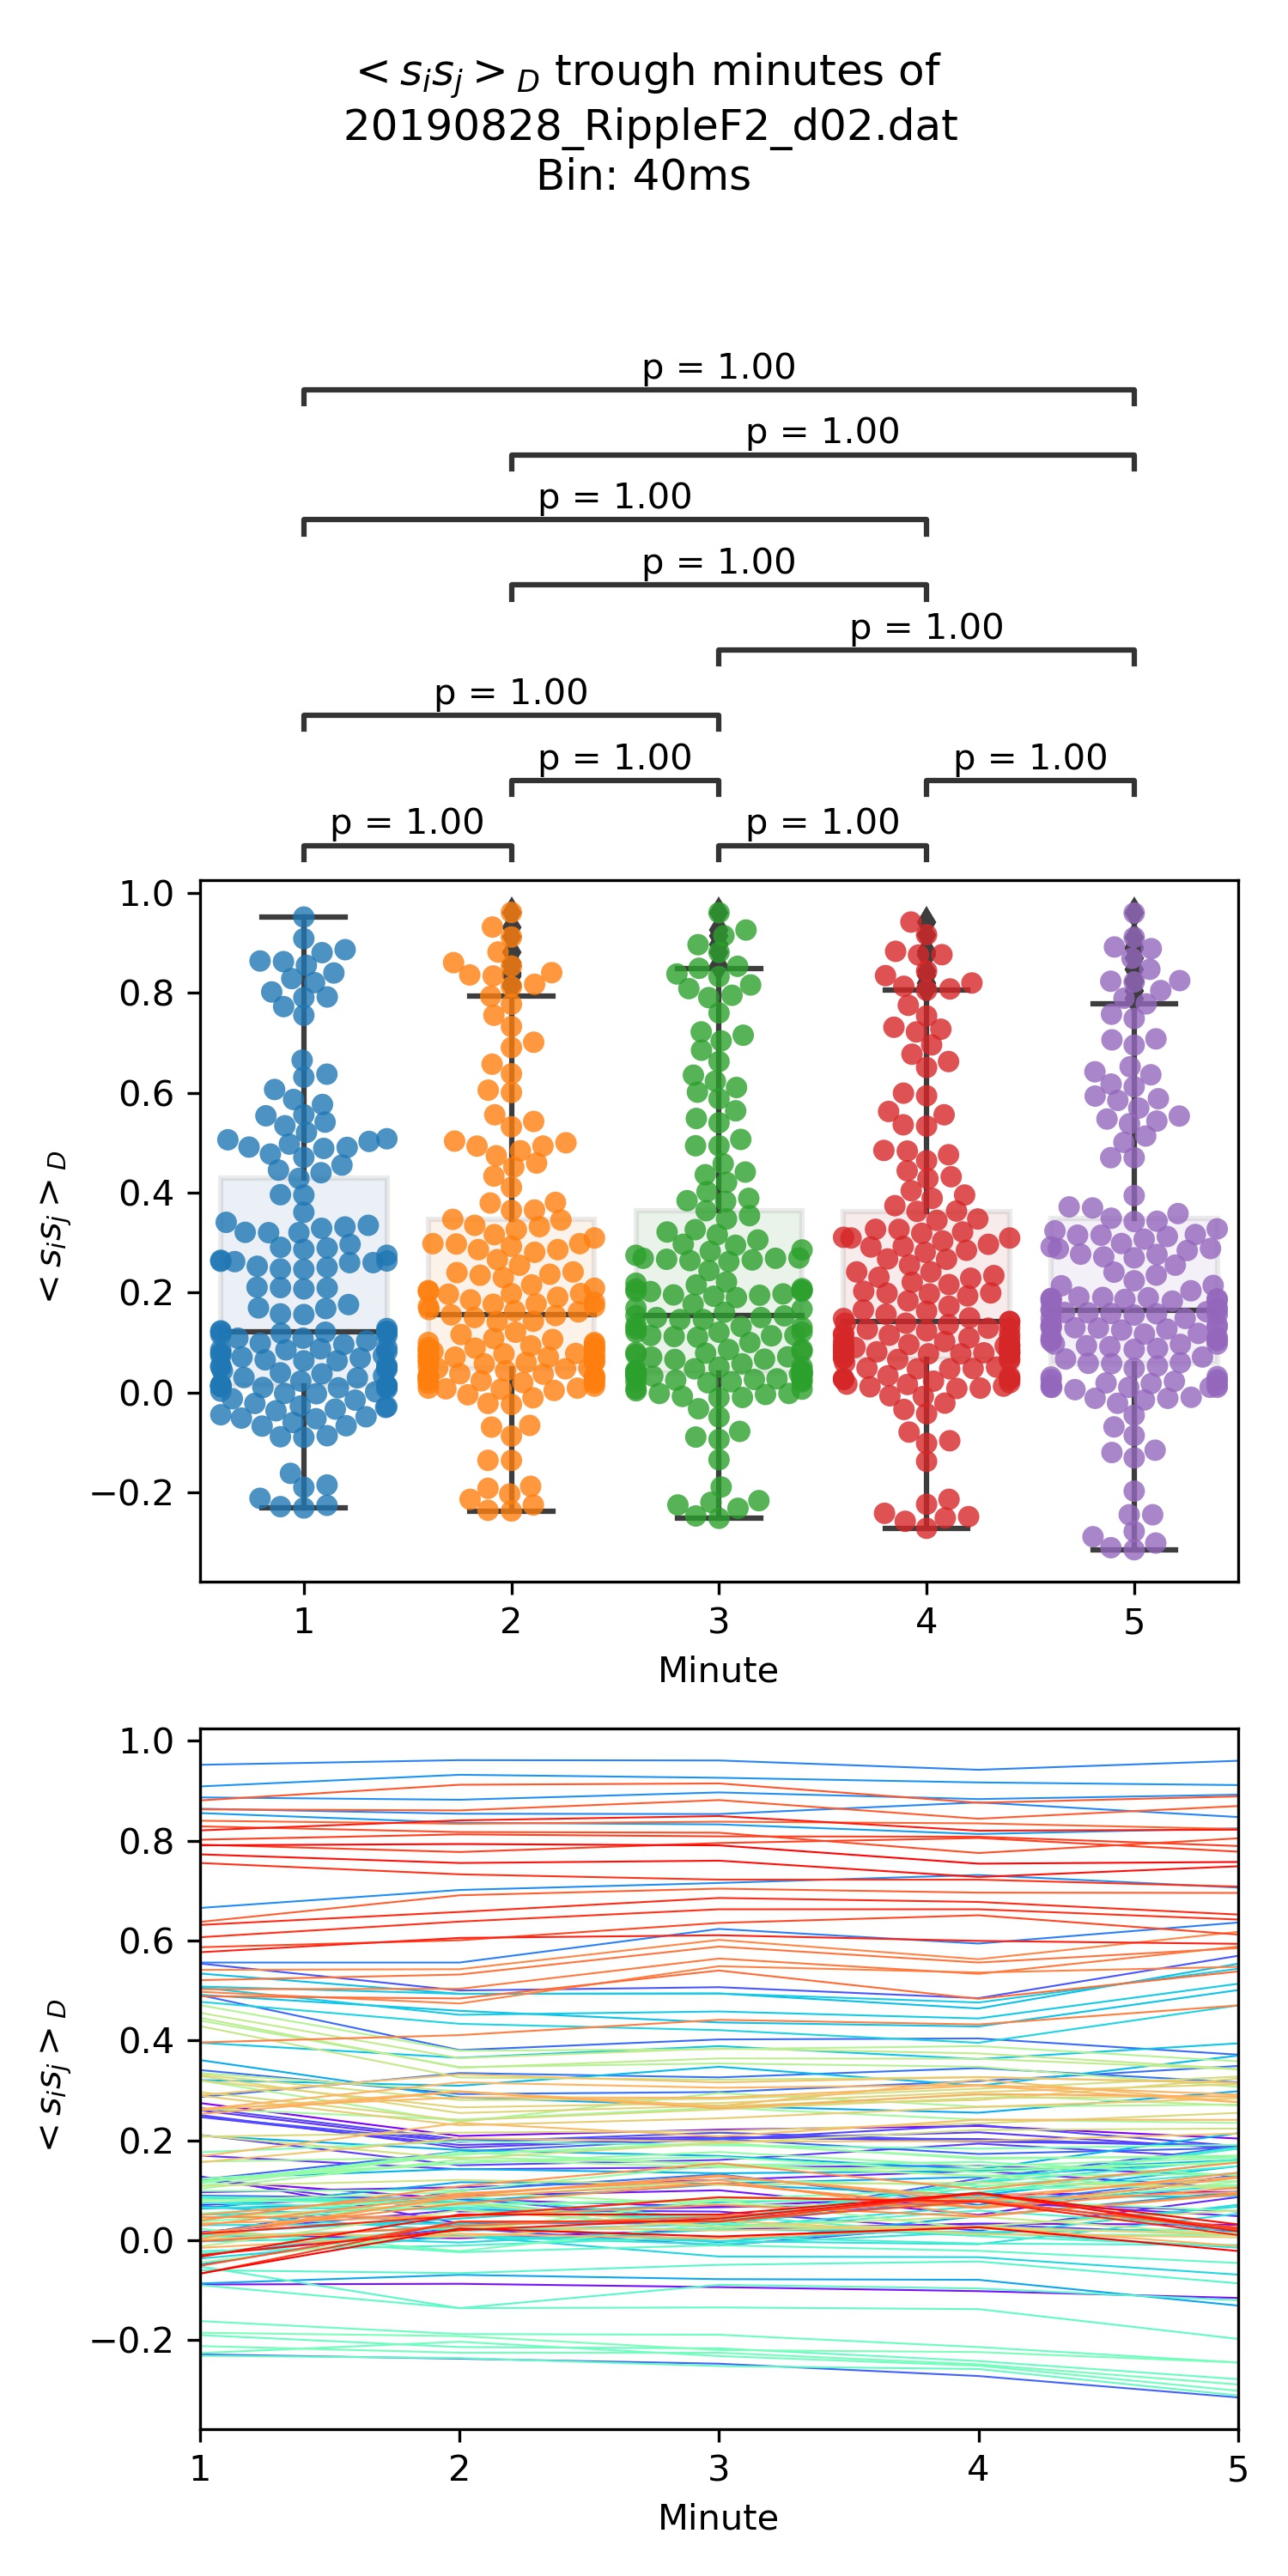 < s_i s_j >_D trough minutes of
20190828_RippleF2_d02.dat
Bin: 40ms
p = 1.00
p = 1.00
p = 1.00
p = 1.00
p = 1.00
p = 1.00
p = 1.00 p = 1.00
p = 1.00 p = 1.00
1.0
0.8
0.6
0.4
0.2
0.0
−0.2
< s_i s_j >_D
1 2 3 4 5
Minute
1.0
0.8
0.6
0.4
0.2
0.0
−0.2
< s_i s_j >_D
1 2 3 4 5
Minute